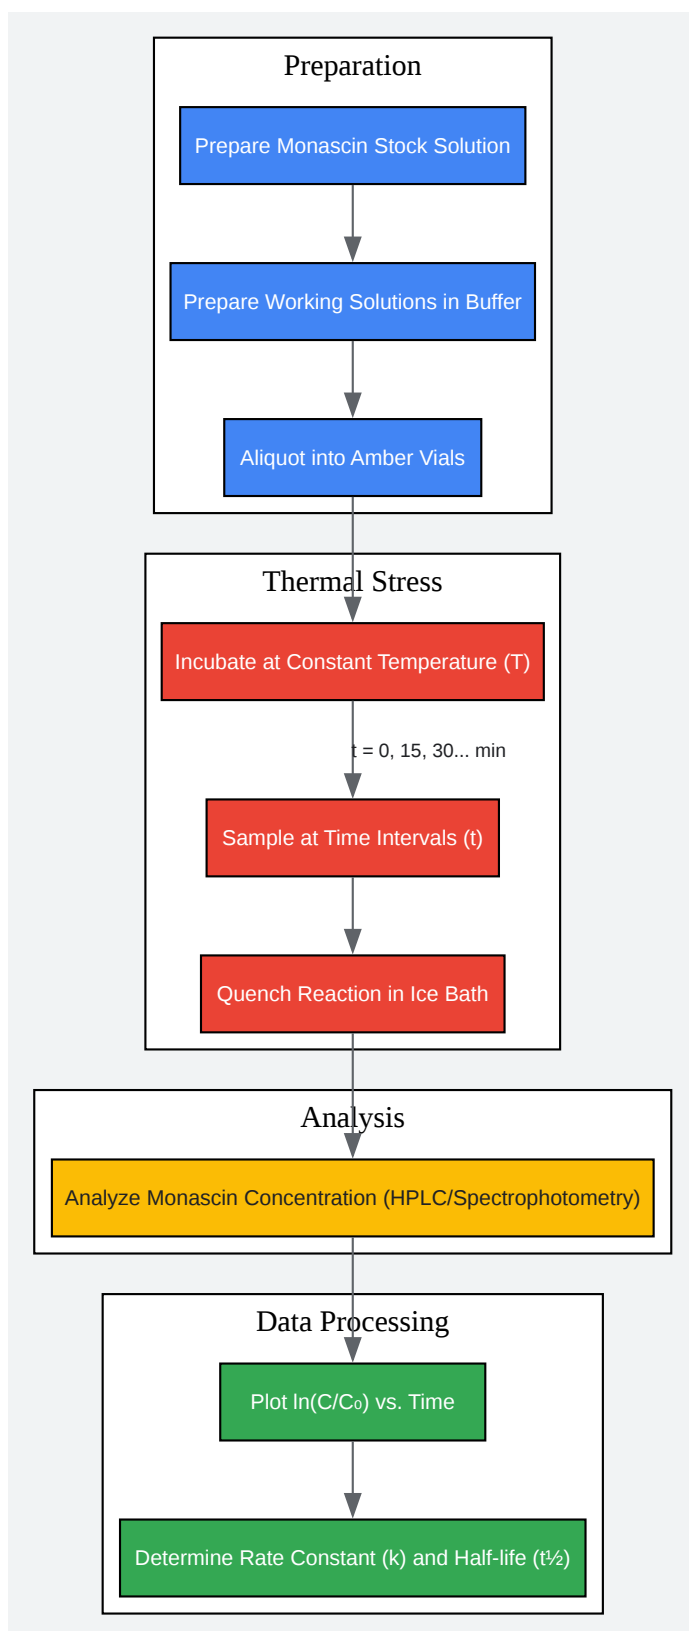 Preparation
Prepare Monascin Stock Solution
Prepare Working Solutions in Buffer
Aliquot into Amber Vials
Thermal Stress
Incubate at Constant Temperature (T)
t = 0, 15, 30... min
Sample at Time Intervals (t)
Quench Reaction in Ice Bath
Analysis
Analyze Monascin Concentration (HPLC/Spectrophotometry)
Data Processing
Plot ln(C/C₀) vs. Time
Determine Rate Constant (k) and Half-life (t½)